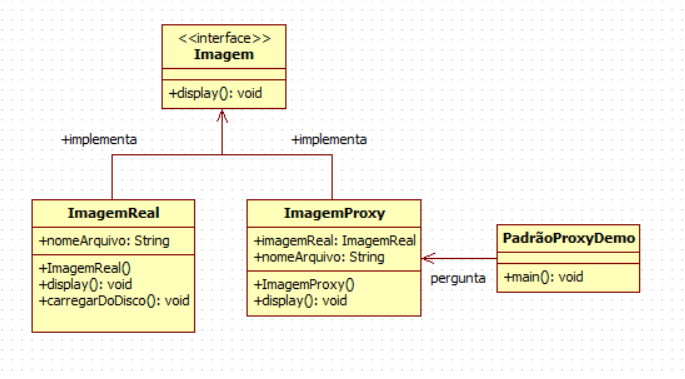 <<interface>>
Imagem
+display(): void
+implementa
+implementa
ImagemReal
+nomeArquivo: String
+ImagemReal()
+display(): void
+carregarDoDisco(): void
ImagemProxy
+imagemReal: ImagemReal
+nomeArquivo: String
+ImagemProxy()
+display(): void
pergunta
PadrãoProxyDemo
+main(): void